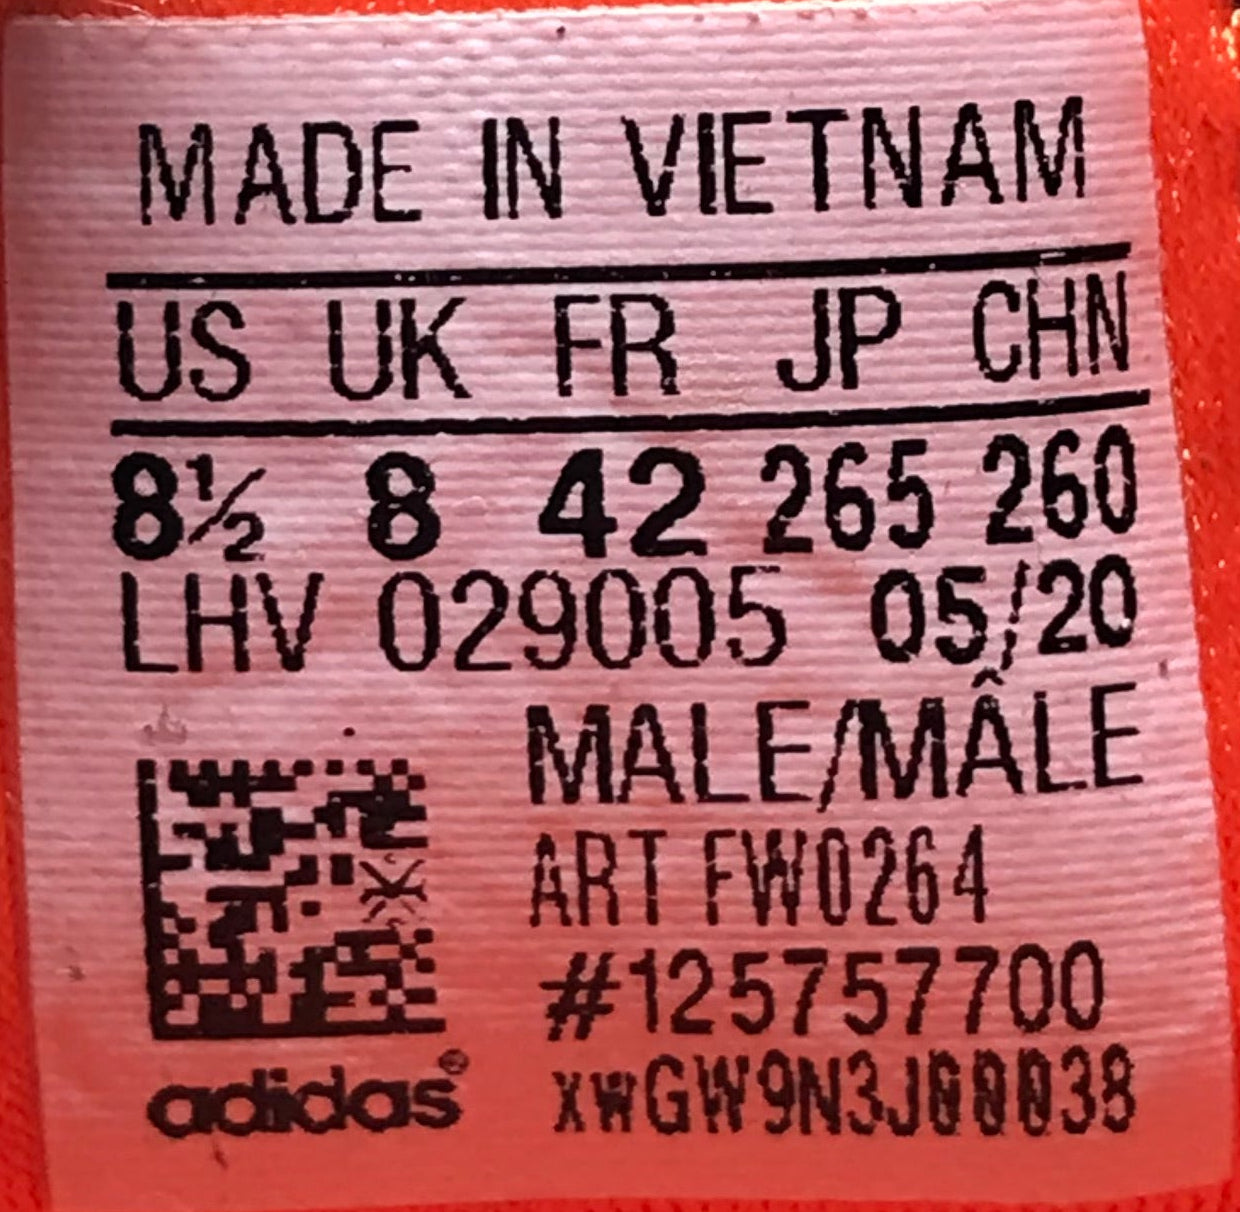 MADE IN VIETNAM
US UK FR JP CHN
8½ 8 42 265 260
LHV 029005 05/20
MALE/MÂLE
ART FW0264
#125757700
xwGW9N3J00038
adidas®